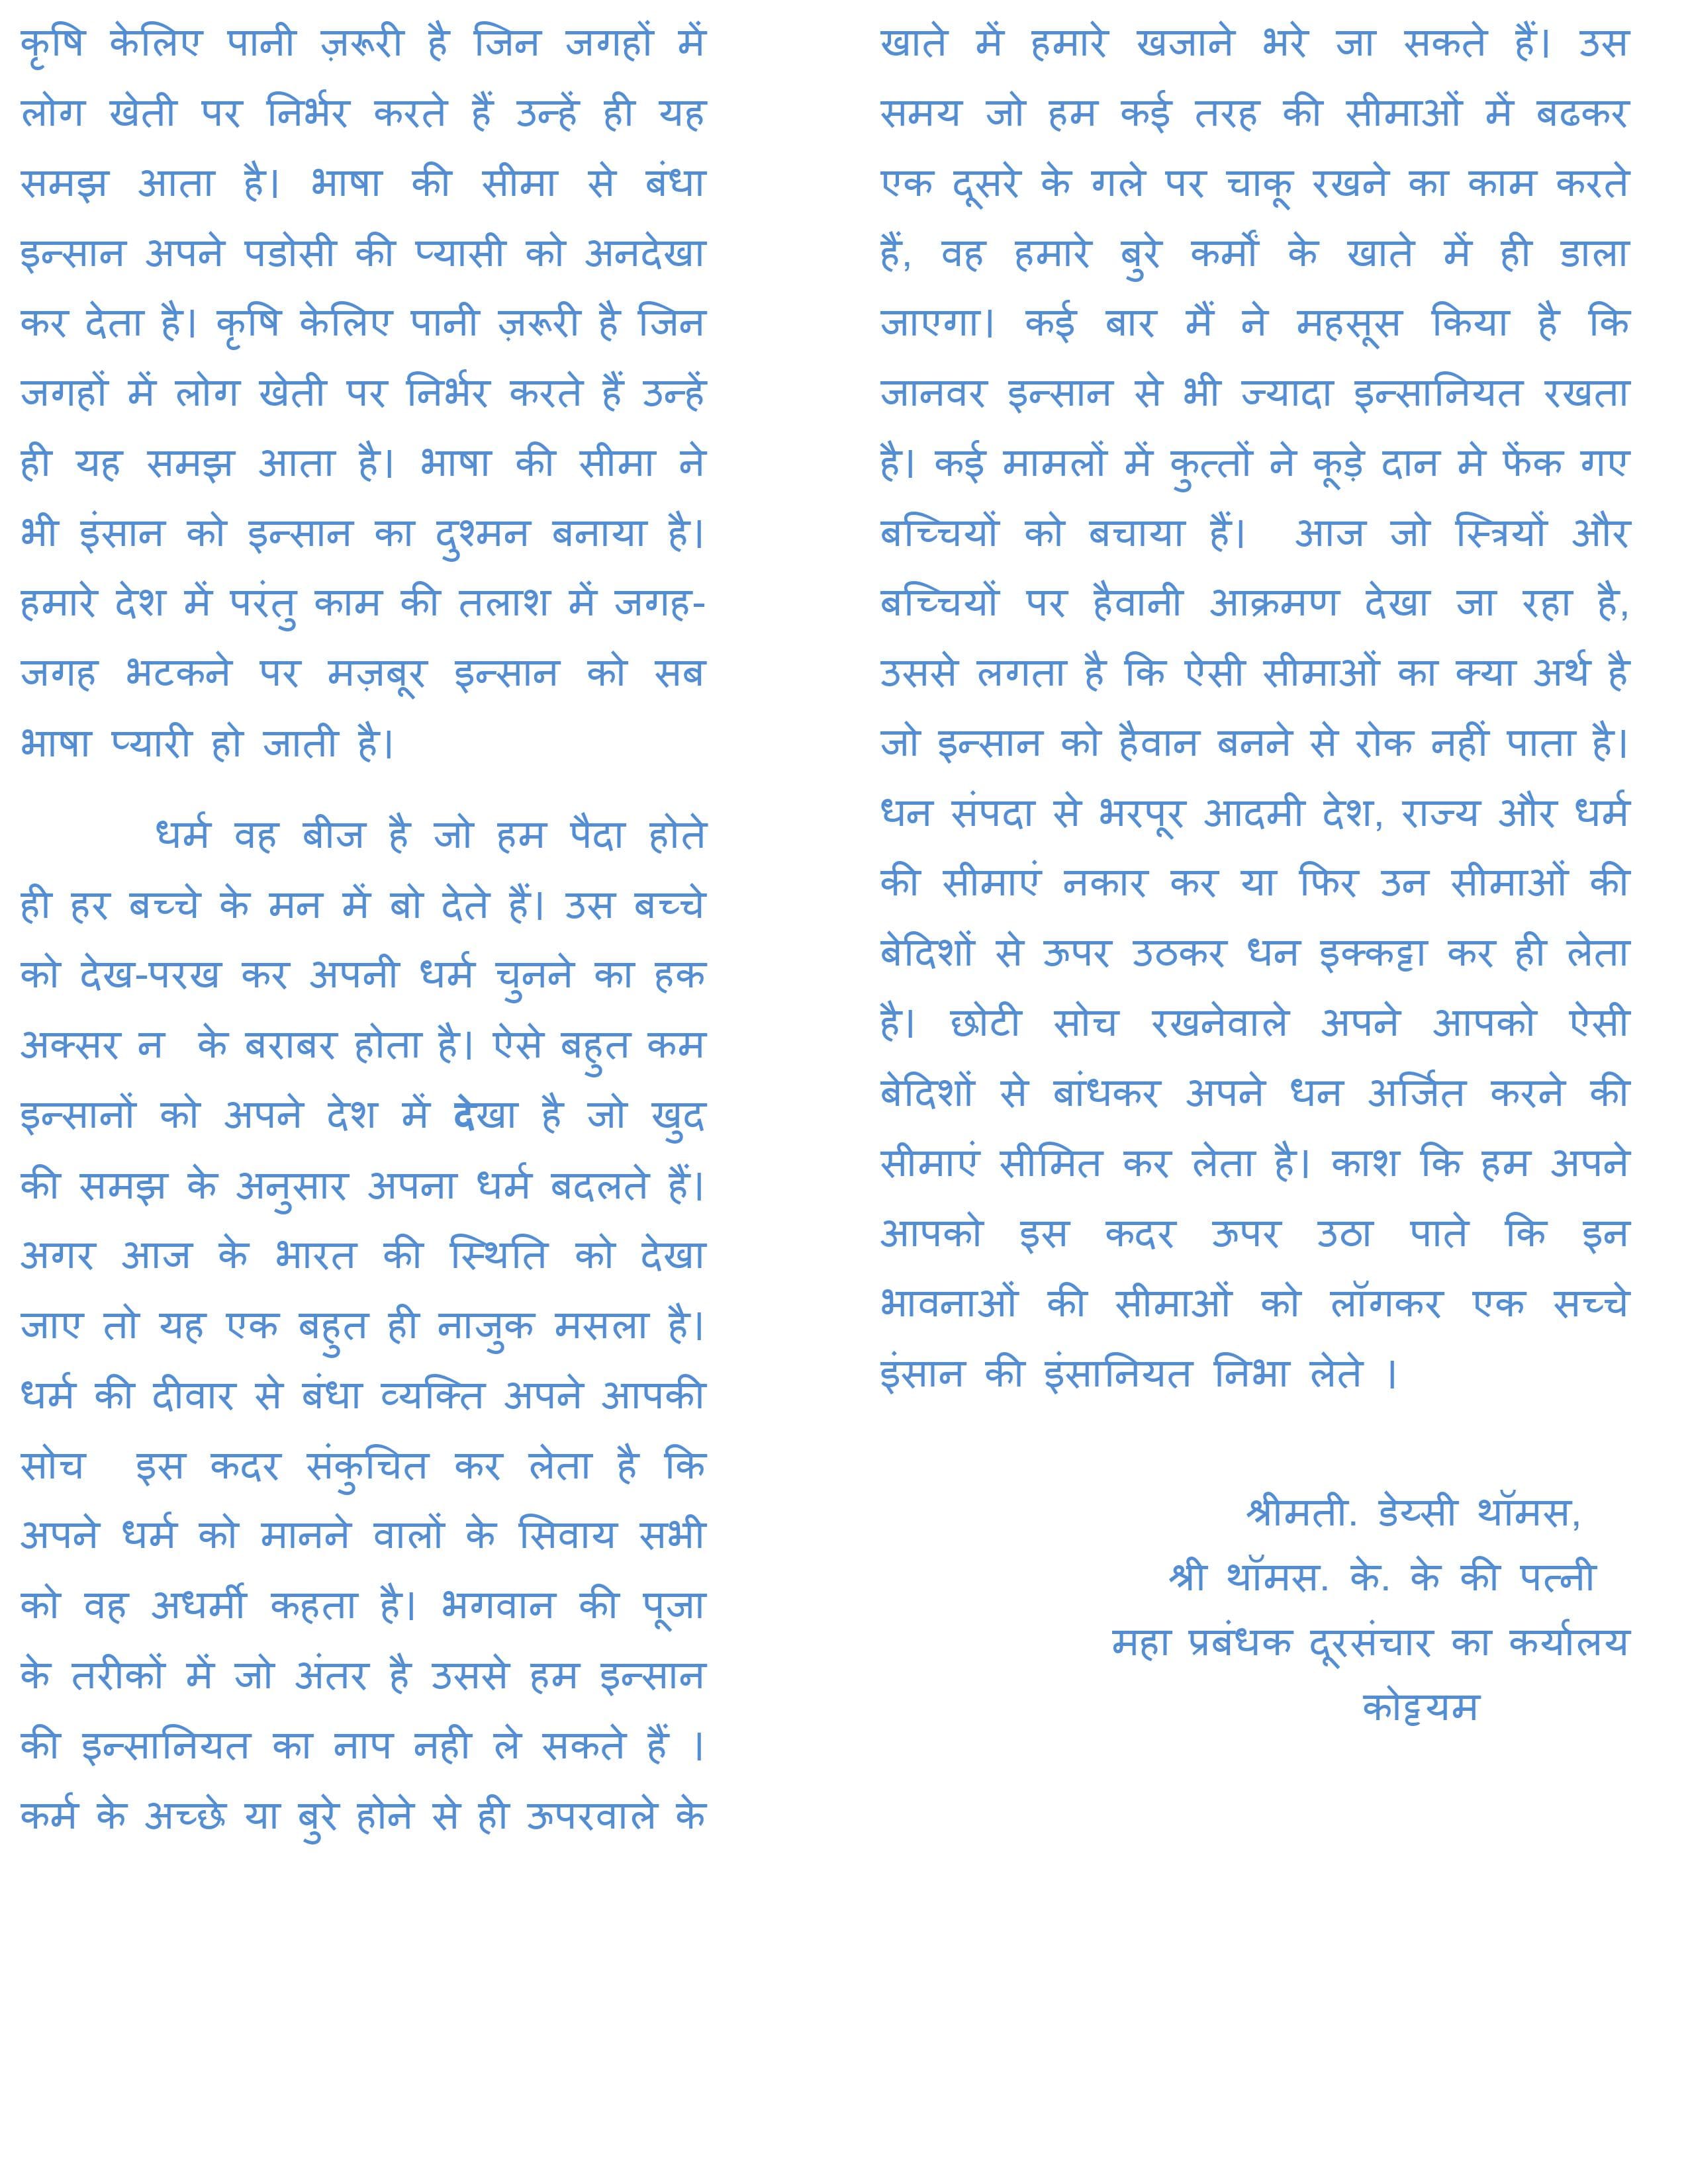 कृषि केलिए पानी ज़रूरी है जिन जगहों में
लोग खेती पर निर्भर करते हैं उन्हें ही यह
समझ आता है। भाषा की सीमा से बंधा
इन्सान अपने पडोसी की प्यासी को अनदेखा
कर देता है। कृषि केलिए पानी ज़रूरी है जिन
जगहों में लोग खेती पर निर्भर करते हैं उन्हें
ही यह समझ आता है। भाषा की सीमा ने
भी इंसान को इन्सान का दुश्मन बनाया है।
हमारे देश में परंतु काम की तलाश में जगह-
जगह भटकने पर मज़बूर इन्सान को सब
भाषा प्यारी हो जाती है।
धर्म वह बीज है जो हम पैदा होते
ही हर बच्चे के मन में बो देते हैं। उस बच्चे
को देख-परख कर अपनी धर्म चुनने का हक
अक्सर न के बराबर होता है। ऐसे बहुत कम
इन्सानों को अपने देश में देखा है जो खुद
की समझ के अनुसार अपना धर्म बदलते हैं।
अगर आज के भारत की स्थिति को देखा
जाए तो यह एक बहुत ही नाजुक मसला है।
धर्म की दीवार से बंधा व्यक्ति अपने आपकी
सोच इस कदर संकुचित कर लेता है कि
अपने धर्म को मानने वालों के सिवाय सभी
को वह अधर्मी कहता है। भगवान की पूजा
के तरीकों में जो अंतर है उससे हम इन्सान
की इन्सानियत का नाप नही ले सकते हैं ।
कर्म के अच्छे या बुरे होने से ही ऊपरवाले के
खाते में हमारे खजाने भरे जा सकते हैं। उस
समय जो हम कई तरह की सीमाओं में बढकर
एक दूसरे के गले पर चाकू रखने का काम करते
हैं, वह हमारे बुरे कर्मों के खाते में ही डाला
जाएगा। कई बार मैं ने महसूस किया है कि
जानवर इन्सान से भी ज्यादा इन्सानियत रखता
है। कई मामलों में कुत्तों ने कूड़े दान मे फेंक गए
बच्चियों को बचाया हैं। आज जो स्त्रियों और
बच्चियों पर हैवानी आक्रमण देखा जा रहा है,
उससे लगता है कि ऐसी सीमाओं का क्या अर्थ है
जो इन्सान को हैवान बनने से रोक नहीं पाता है।
धन संपदा से भरपूर आदमी देश, राज्य और धर्म
की सीमाएं नकार कर या फिर उन सीमाओं की
बेदिशों से ऊपर उठकर धन इक्कट्टा कर ही लेता
है। छोटी सोच रखनेवाले अपने आपको ऐसी
बेदिशों से बांधकर अपने धन अर्जित करने की
सीमाएं सीमित कर लेता है। काश कि हम अपने
आपको इस कदर ऊपर उठा पाते कि इन
भावनाओं की सीमाओं को लॉगकर एक सच्चे
इंसान की इंसानियत निभा लेते ।
श्रीमती. डेय्सी थॉमस,
श्री थॉमस. के. के की पत्नी
महा प्रबंधक दूरसंचार का कर्यालय
कोट्टयम